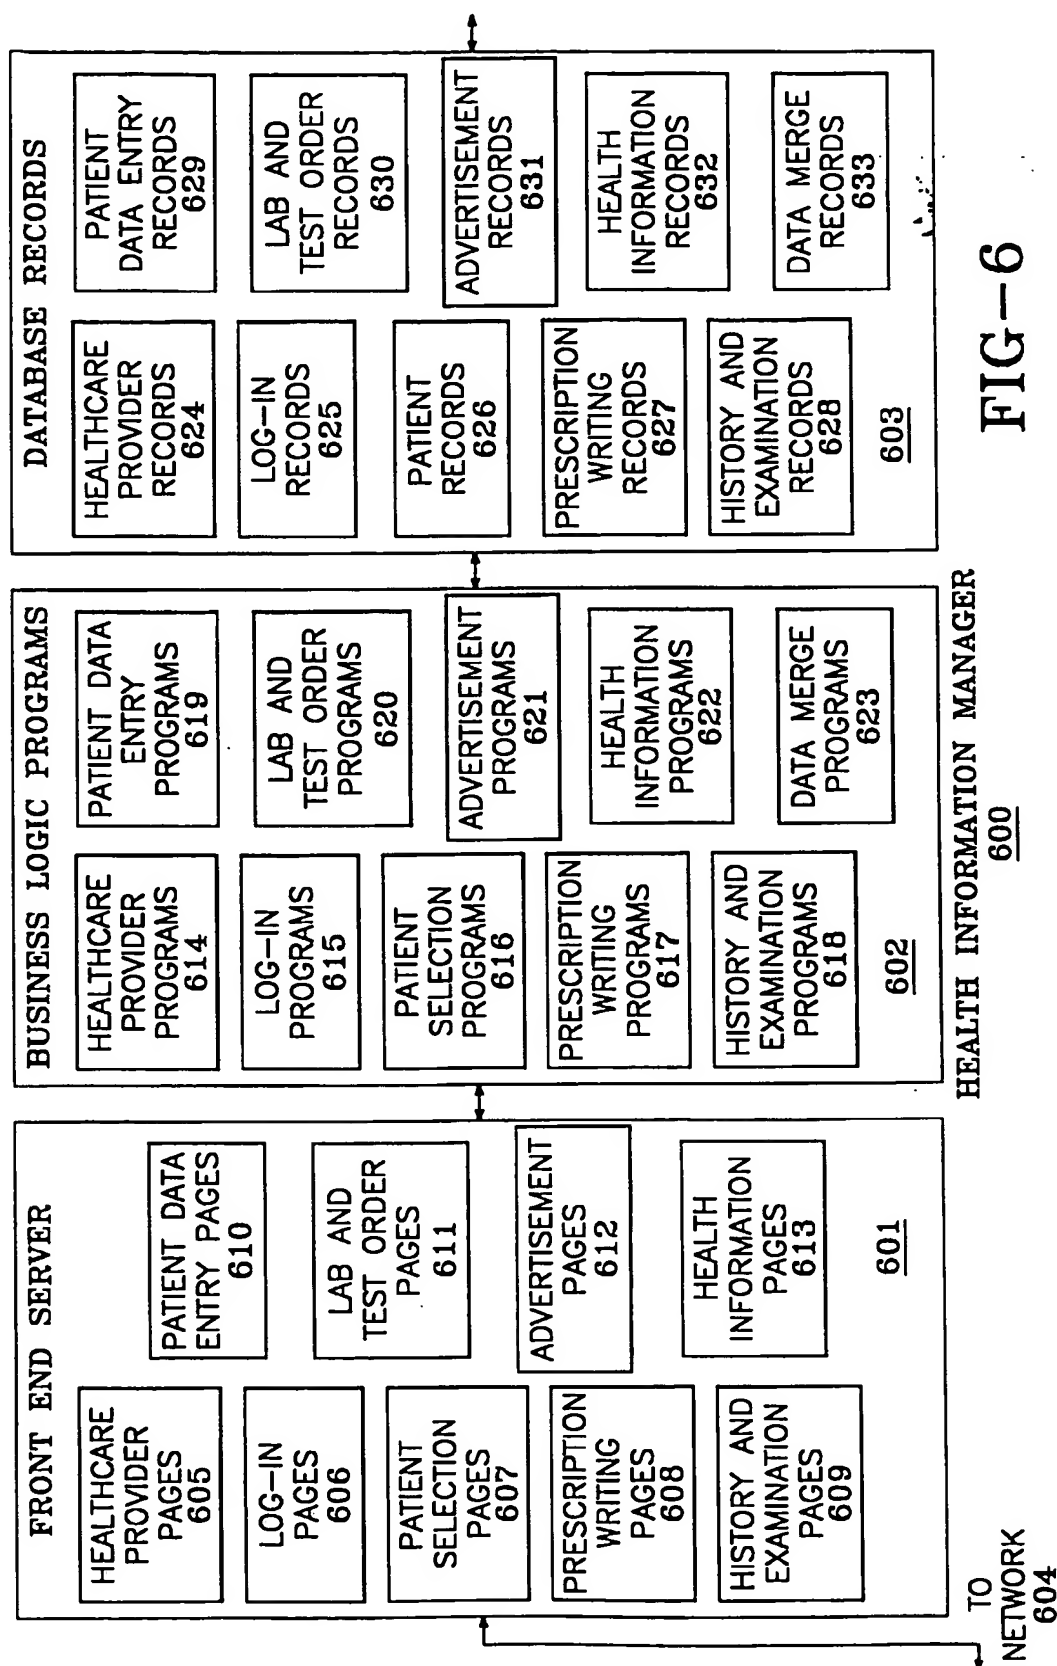 FRONT END SERVER
HEALTHCARE
PROVIDER
PAGES
605
LOG-IN
PAGES
606
PATIENT
SELECTION
PAGES
607
PRESCRIPTION
WRITING
PAGES
608
HISTORY AND
EXAMINATION
PAGES
609
PATIENT DATA
ENTRY PAGES
610
LAB AND
TEST ORDER
PAGES
611
ADVERTISEMENT
PAGES
612
HEALTH
INFORMATION
PAGES
613
601
TO
NETWORK
604
BUSINESS LOGIC PROGRAMS
HEALTHCARE
PROVIDER
PROGRAMS
614
LOG-IN
PROGRAMS
615
PATIENT
SELECTION
PROGRAMS
616
PRESCRIPTION
WRITING
PROGRAMS
617
HISTORY AND
EXAMINATION
PROGRAMS
618
PATIENT DATA
ENTRY
PROGRAMS
619
LAB AND
TEST ORDER
PROGRAMS
620
ADVERTISEMENT
PROGRAMS
621
HEALTH
INFORMATION
PROGRAMS
622
DATA MERGE
PROGRAMS
623
602
DATABASE RECORDS
HEALTHCARE
PROVIDER
RECORDS
624
LOG-IN
RECORDS
625
PATIENT
RECORDS
626
PRESCRIPTION
WRITING
RECORDS
627
HISTORY AND
EXAMINATION
RECORDS
628
PATIENT
DATA ENTRY
RECORDS
629
LAB AND
TEST ORDER
RECORDS
630
ADVERTISEMENT
RECORDS
631
HEALTH
INFORMATION
RECORDS
632
DATA MERGE
RECORDS
633
603
HEALTH INFORMATION MANAGER
600
FIG-6